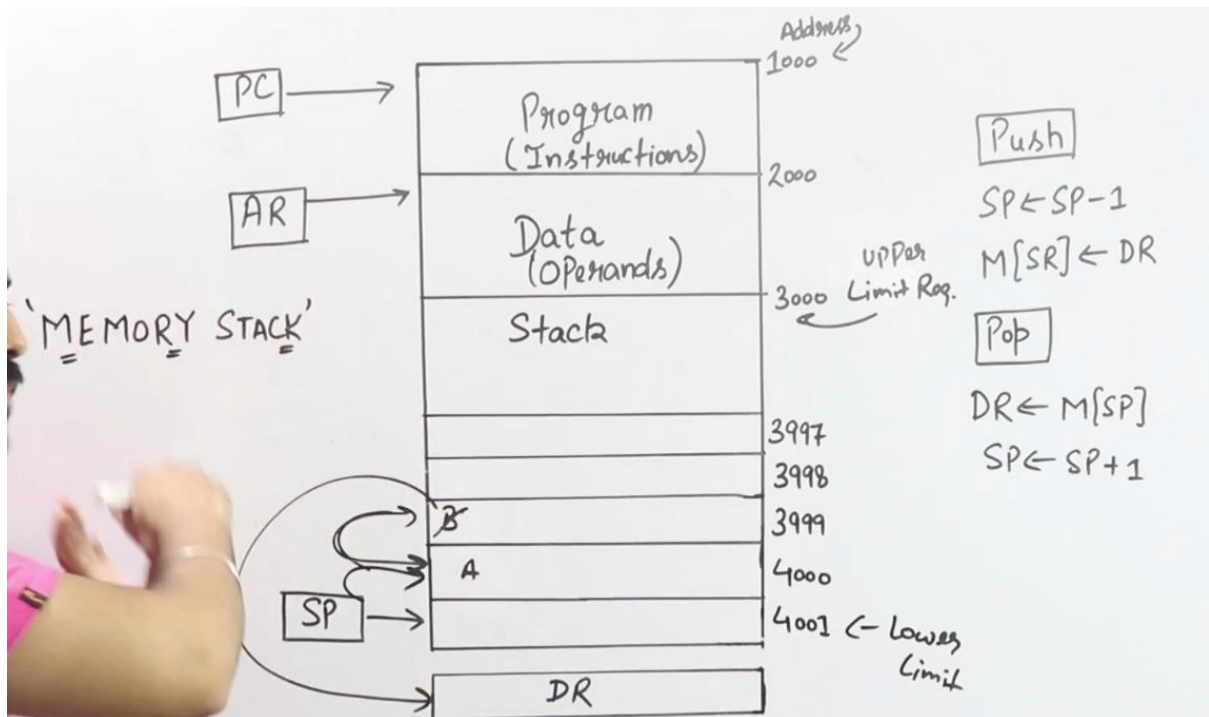 Address
1000
PC
Program
(Instructions)
2000
AR
Data
(Operands)
Upper
3000 Limit Reg.
'MEMORY STACK'
Stack
3997
3998
B
3999
A
4000
SP
4001 ← Lower
Limit
DR
Push
SP ← SP-1
M[SR] ← DR
Pop
DR ← M[SP]
SP ← SP+1